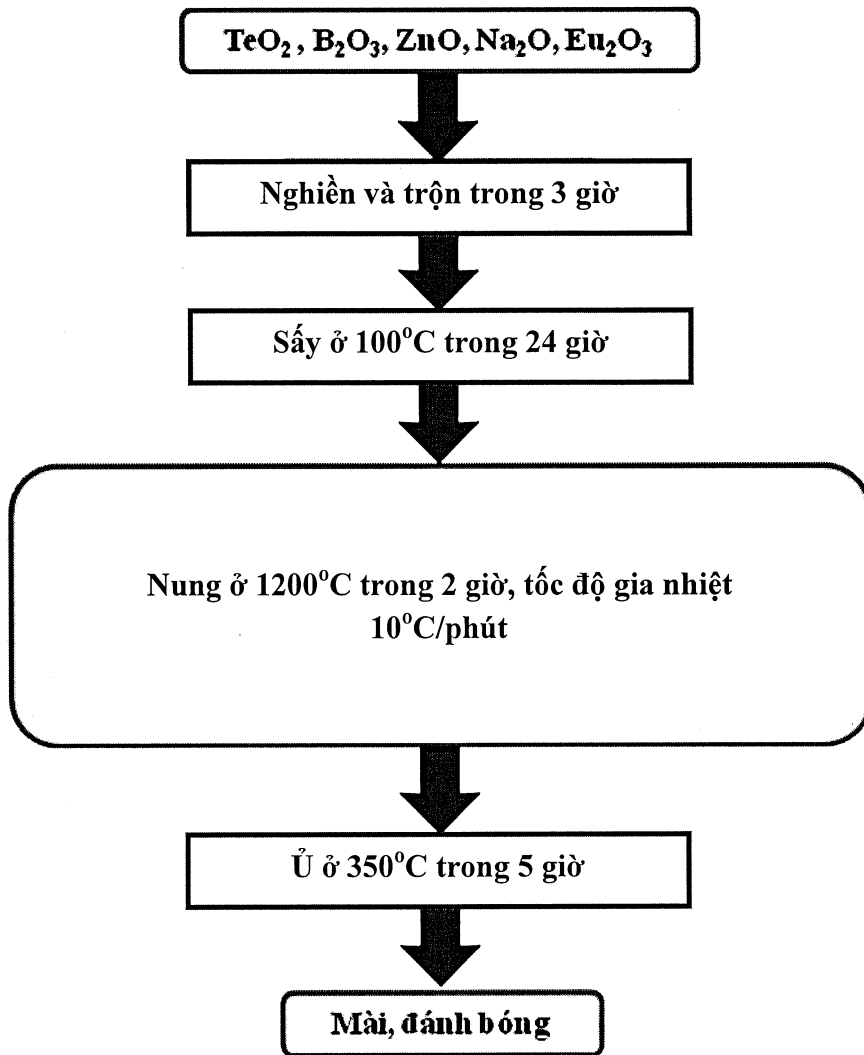 TeO₂ , B₂O₃, ZnO, Na₂O, Eu₂O₃
Nghiền và trộn trong 3 giờ
Sấy ở 100°C trong 24 giờ
Nung ở 1200°C trong 2 giờ, tốc độ gia nhiệt
10°C/phút
Ủ ở 350°C trong 5 giờ
Mài, đánh bóng